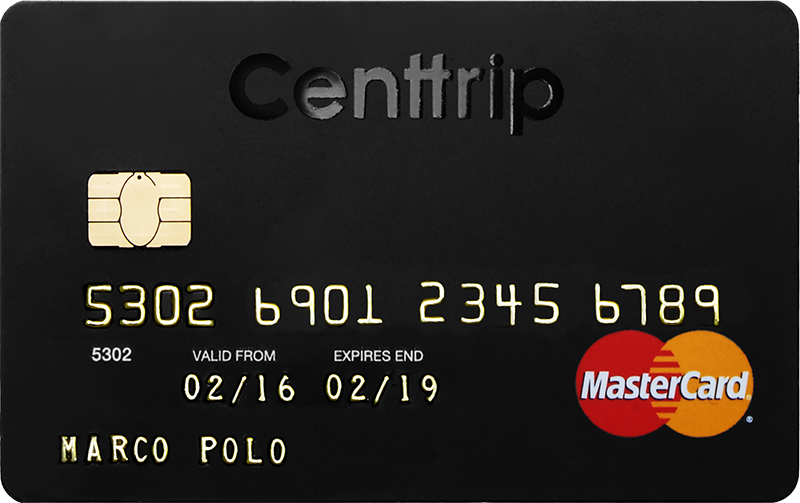 Centtrip
5302 6901 2345 6789
5302 VALID FROM EXPIRES END
02/16 02/19
MasterCard®
MARCO POLO